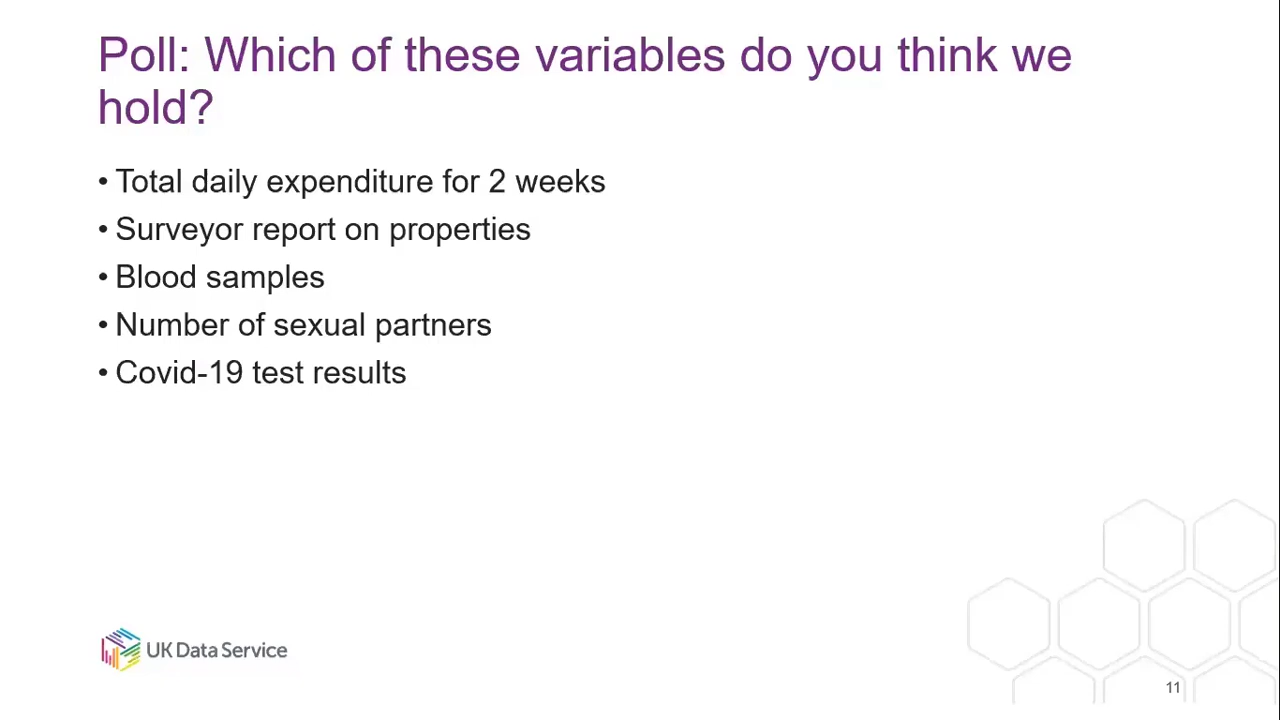 Poll: Which of these variables do you think we
hold?
• Total daily expenditure for 2 weeks
• Surveyor report on properties
• Blood samples
• Number of sexual partners
• Covid-19 test results
UK Data Service
11